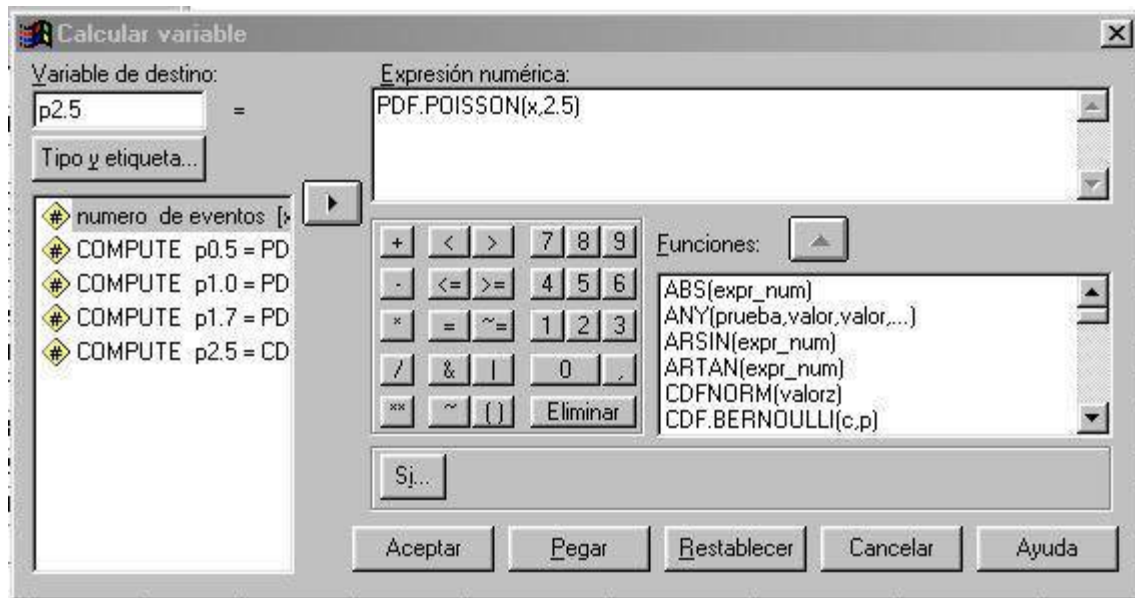 Calcular variable
Variable de destino:
p2.5
=
Tipo y etiqueta...
numero de eventos [x
COMPUTE p0.5 = PD
COMPUTE p1.0 = PD
COMPUTE p1.7 = PD
COMPUTE p2.5 = CD
Expresión numérica:
PDF.POISSON(x,2.5)
+ < > 7 8 9
- <= >= 4 5 6
* = ~= 1 2 3
/ & | 0 ,
** ~ () Eliminar
Funciones:
ABS(expr_num)
ANY(prueba,valor,valor,...)
ARSIN(expr_num)
ARTAN(expr_num)
CDFNORM(valorz)
CDF.BERNOULLI(c,p)
Si...
Aceptar Pegar Restablecer Cancelar Ayuda